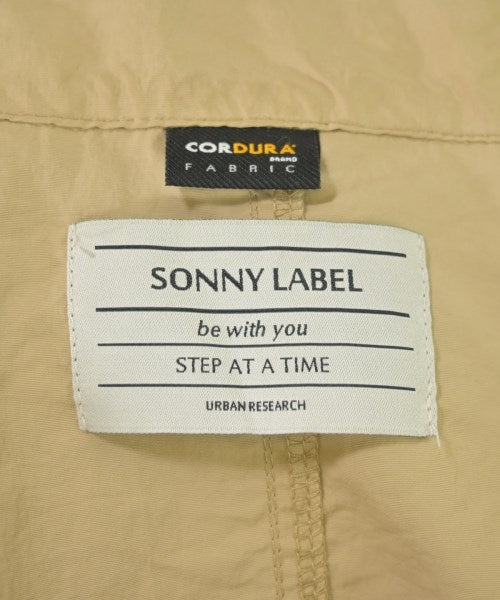 CORDURA
BRAND
FABRIC
SONNY LABEL
be with you
STEP AT A TIME
URBAN RESEARCH